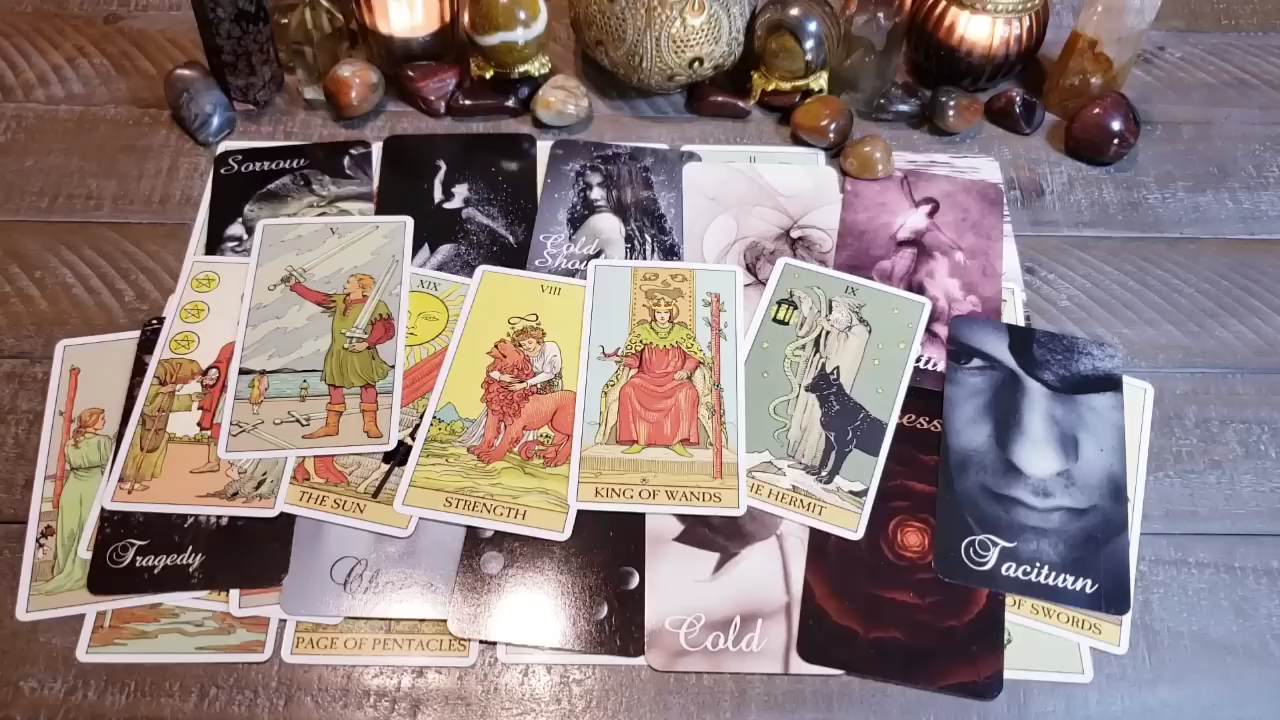 Sorrow
II
Cold
V
XIX
VIII
IX
THE SUN
STRENGTH
KING OF WANDS
HE HERMIT
Tragedy
Taciturn
Cold
OF SWORDS
PAGE OF PENTACLES